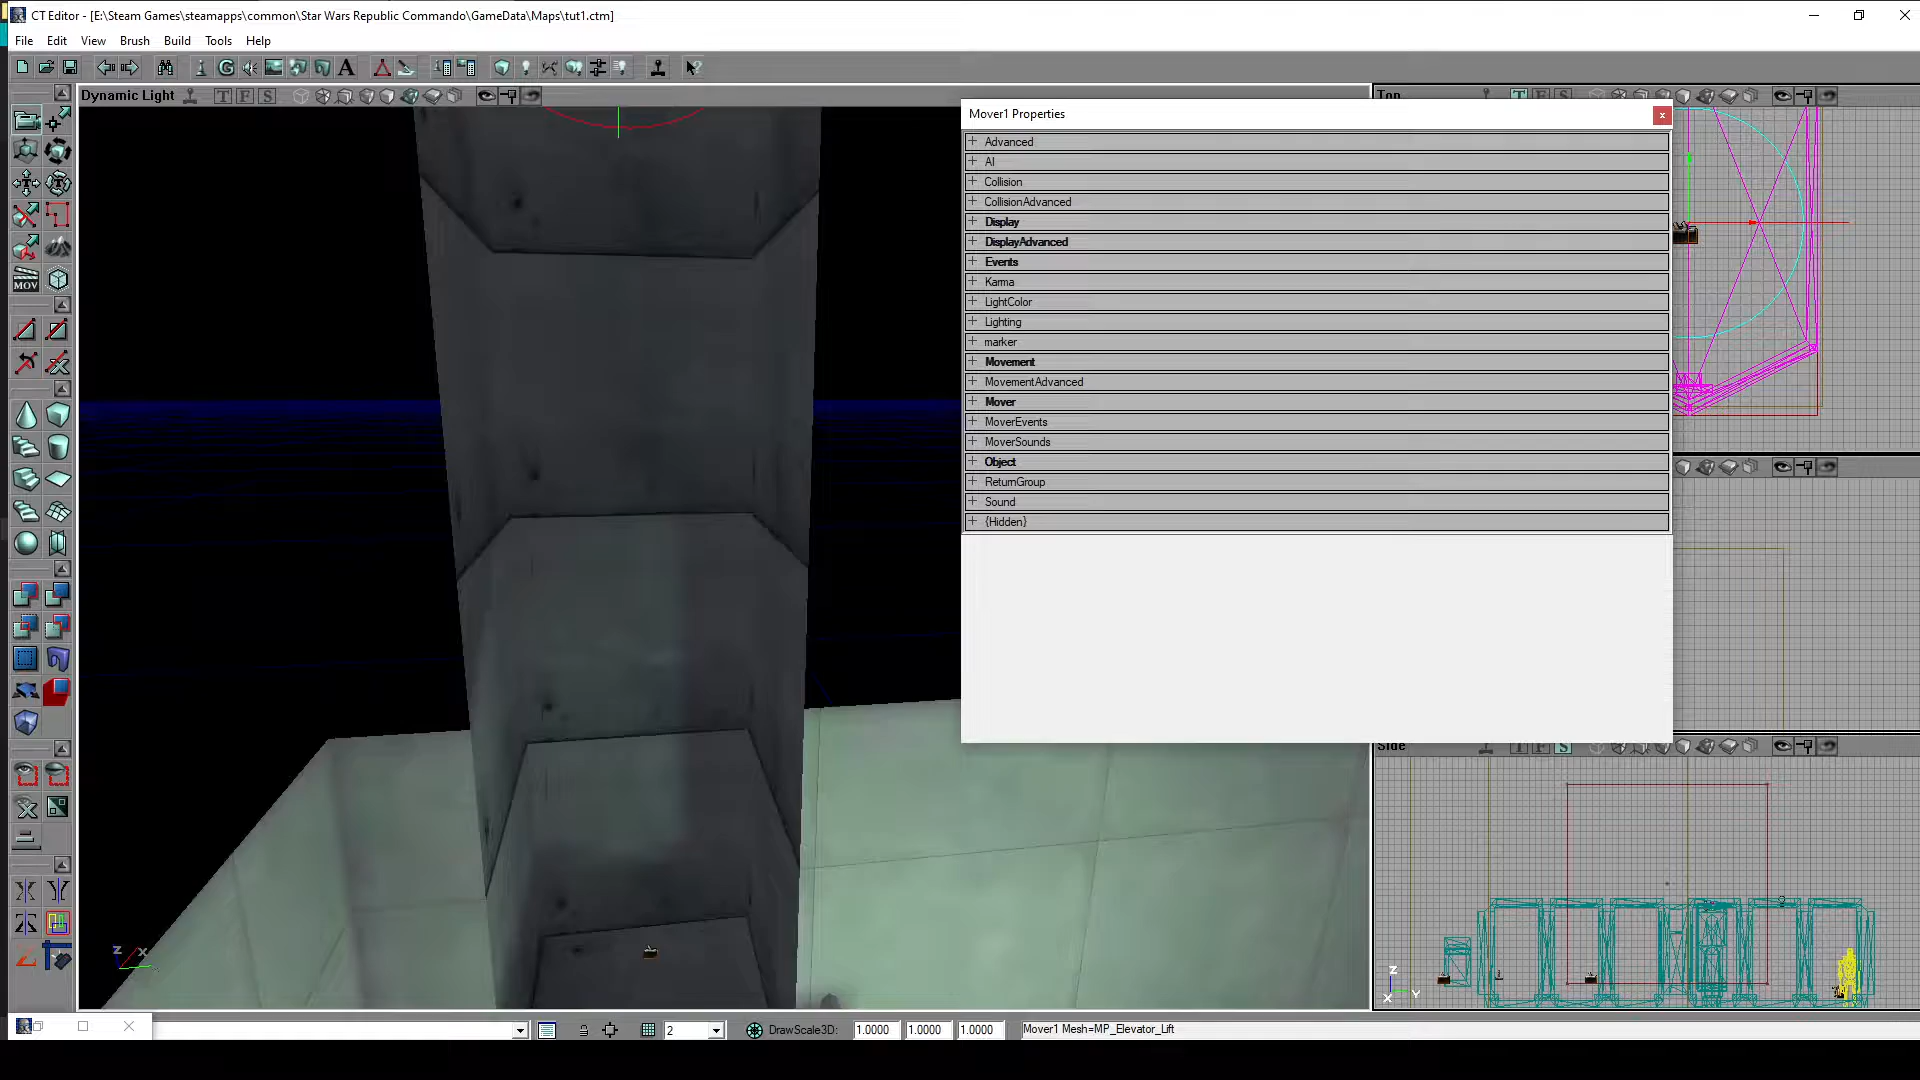 CT Editor - [E:\Steam Games\steamapps\common\Star Wars Republic Commando\GameData\Maps\tut1.ctm]
File Edit View Brush Build Tools Help
Dynamic Light
T F S
Top
Mover1 Properties
Advanced
AI
Collision
CollisionAdvanced
Display
DisplayAdvanced
Events
Karma
LightColor
Lighting
marker
Movement
MovementAdvanced
Mover
MoverEvents
MoverSounds
Object
ReturnGroup
Sound
{Hidden}
MOV
Side
Z X
Z
X Y
2
DrawScale3D: 1.0000 1.0000 1.0000
Mover1 Mesh=MP_Elevator_Lift